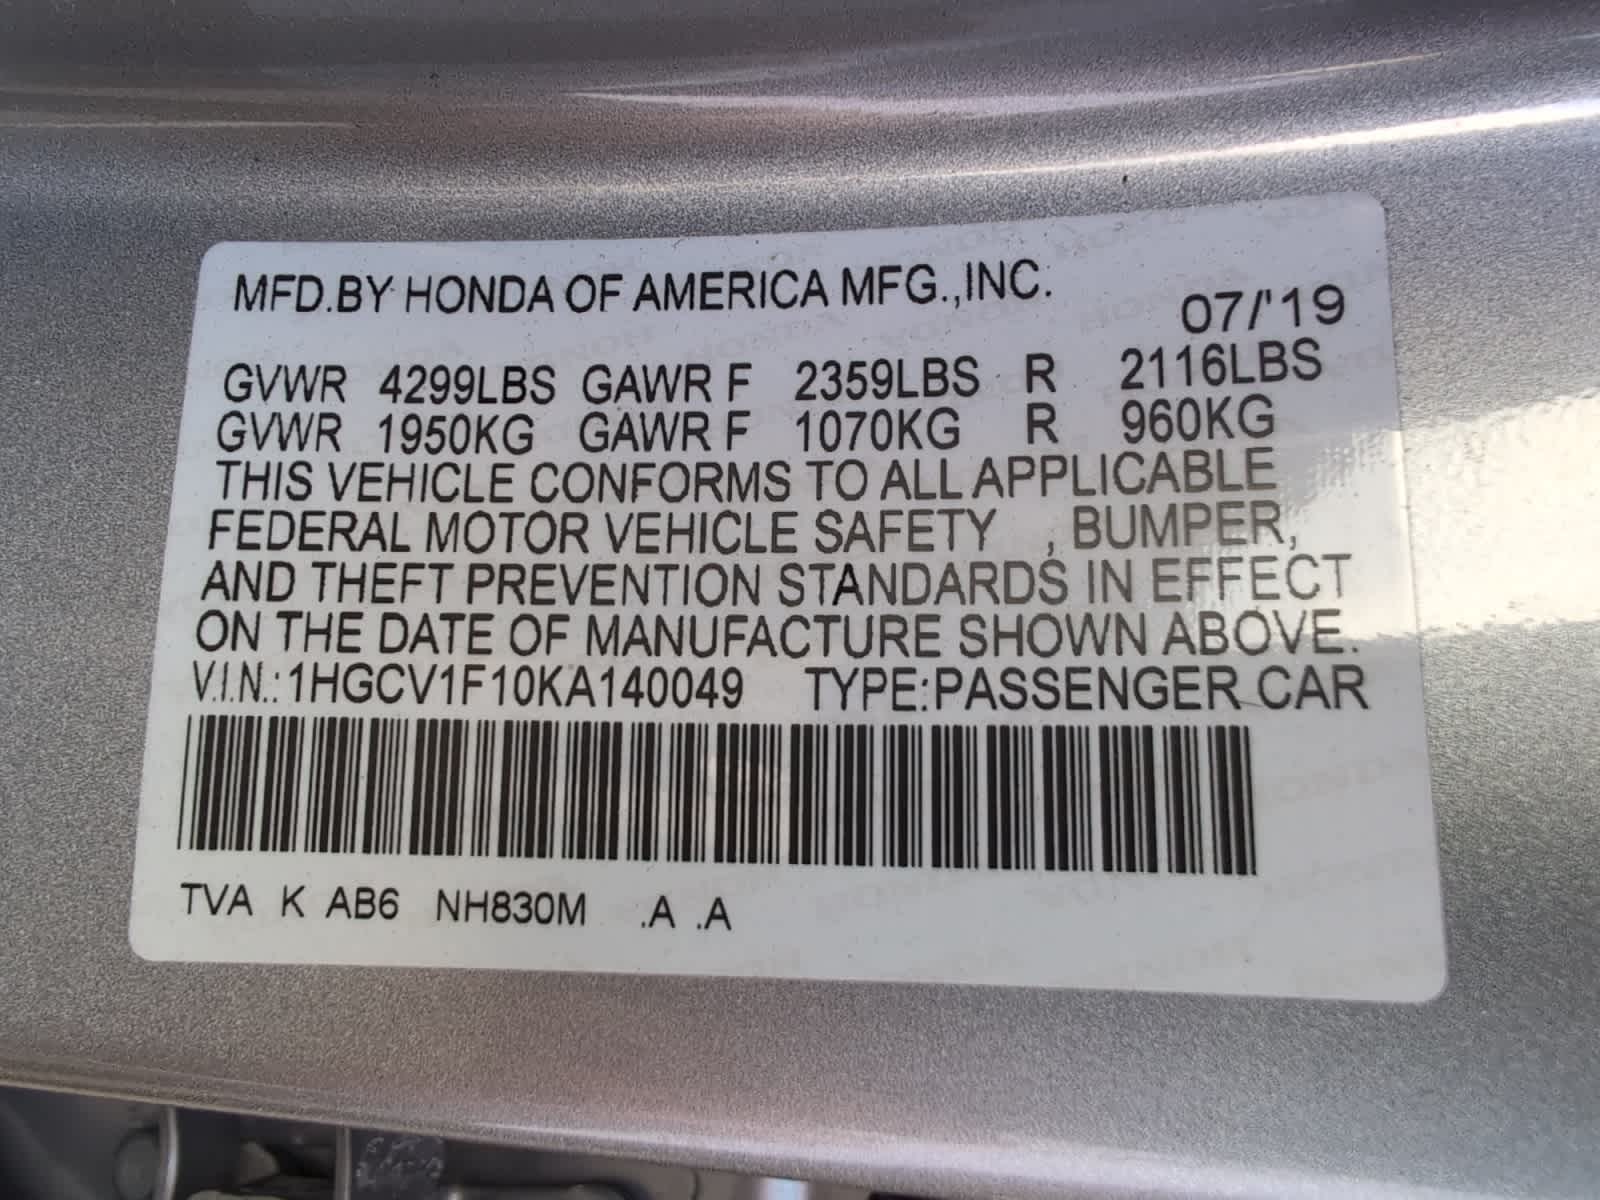 MFD.BY HONDA OF AMERICA MFG.,INC. 07/'19
GVWR 4299LBS GAWR F 2359LBS R 2116LBS
GVWR 1950KG GAWR F 1070KG R 960KG
THIS VEHICLE CONFORMS TO ALL APPLICABLE
FEDERAL MOTOR VEHICLE SAFETY , BUMPER,
AND THEFT PREVENTION STANDARDS IN EFFECT
ON THE DATE OF MANUFACTURE SHOWN ABOVE.
V.I.N.:1HGCV1F10KA140049 TYPE:PASSENGER CAR
TVA K AB6 NH830M .A .A